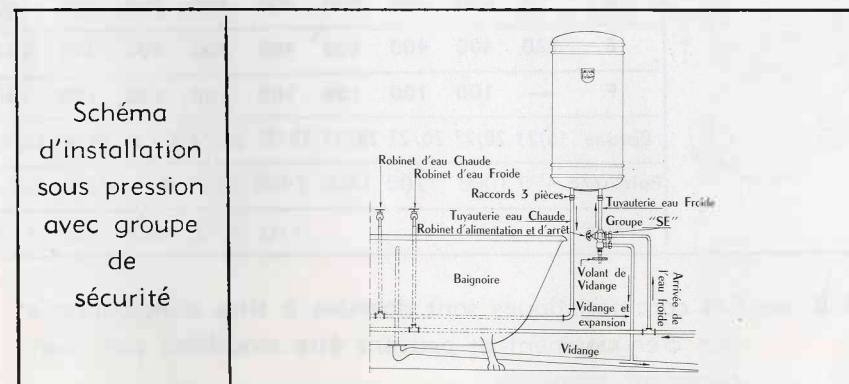 Schéma
d'installation
sous pression
avec groupe
de
sécurité
Robinet d'eau Chaude
Robinet d'eau Froide
Raccords 3 pièces
Tuyauterie eau Froide
Tuyauterie eau Chaude
Groupe "SE"
Robinet d'alimentation et d'arrêt
Baignoire
Volant de
Vidange
Vidange et
expansion
Arrivée de
l'eau froide
Vidange